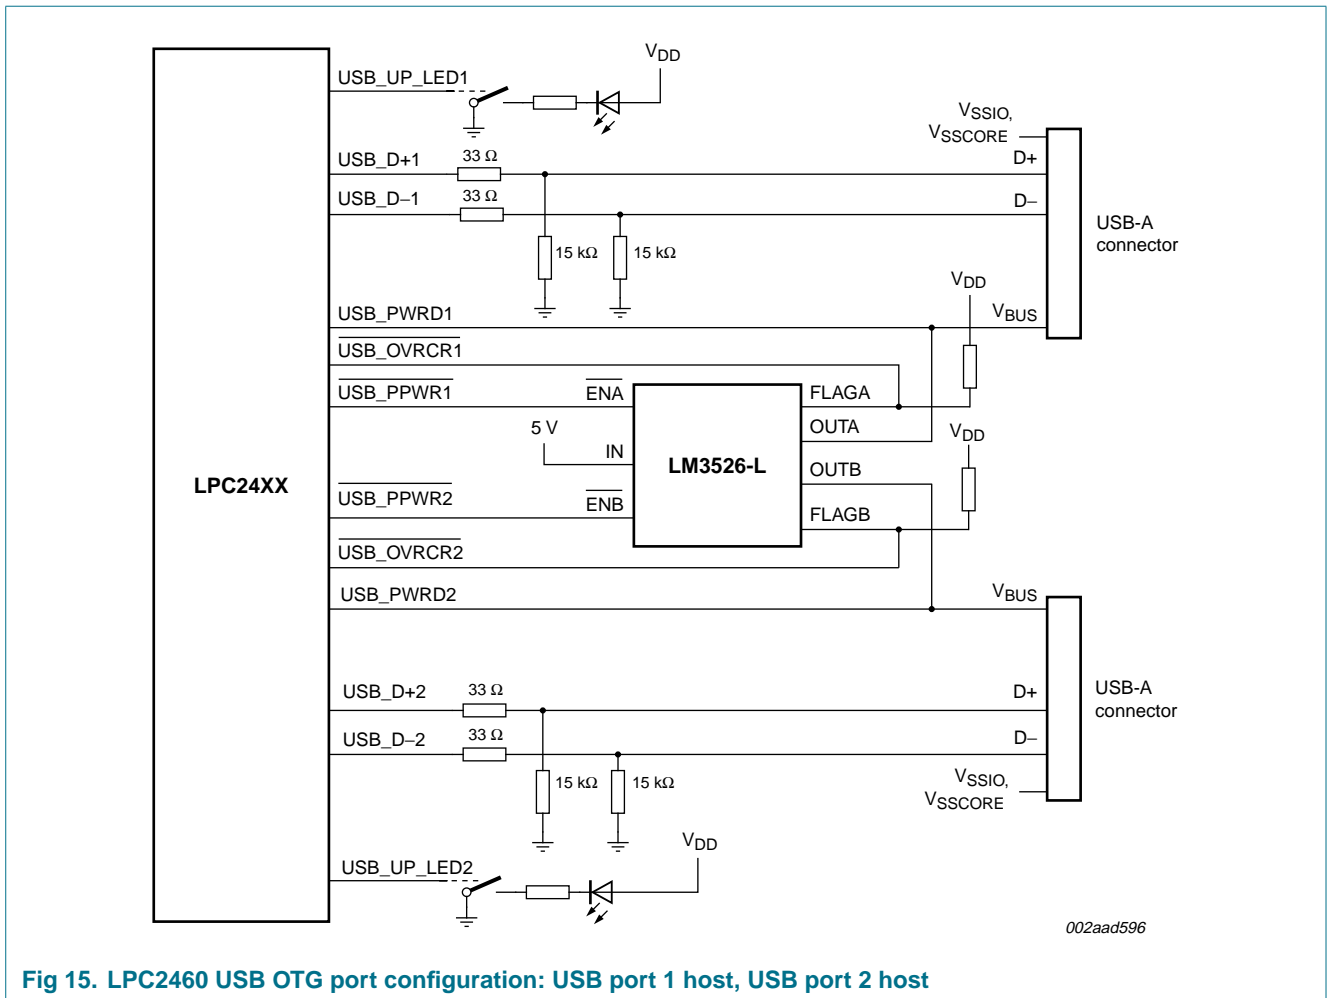 USB_UP_LED1
VDD
VSSIO,
VSSCORE
USB_D+1
33 Ω
D+
USB_D−1
33 Ω
D−
USB-A
connector
15 kΩ
15 kΩ
VDD
USB_PWRD1
VBUS
USB_OVRCR1
USB_PPWR1
ENA
FLAGA
5 V
OUTA
VDD
IN
LM3526-L
LPC24XX
OUTB
USB_PPWR2
ENB
FLAGB
USB_OVRCR2
USB_PWRD2
VBUS
USB_D+2
33 Ω
D+
USB-A
connector
USB_D−2
33 Ω
D−
15 kΩ
15 kΩ
VSSIO,
VSSCORE
VDD
USB_UP_LED2
002aad596
Fig 15. LPC2460 USB OTG port configuration: USB port 1 host, USB port 2 host